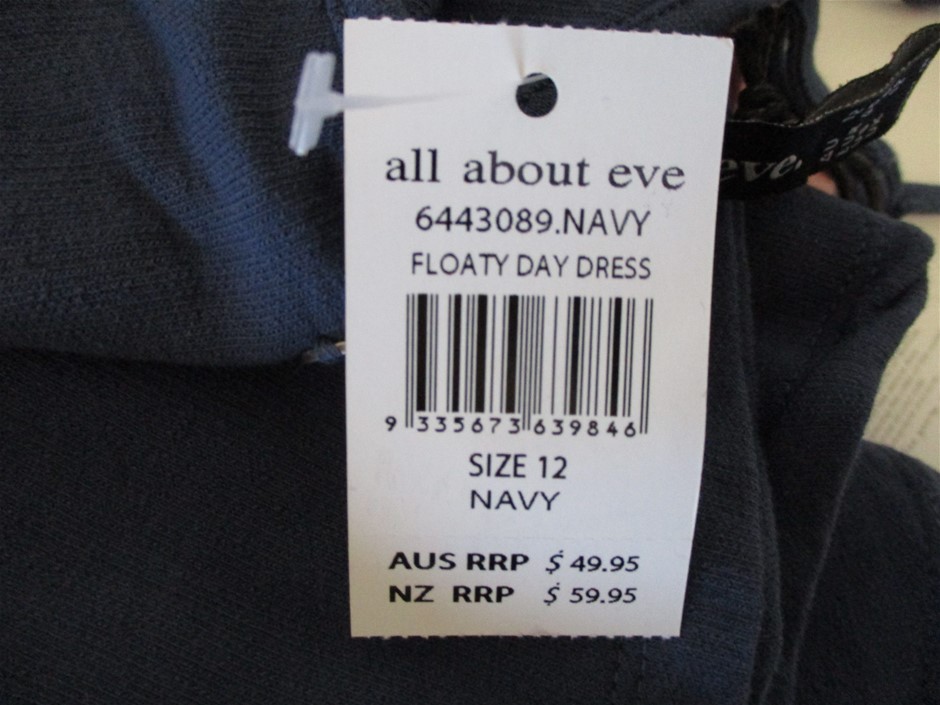 all about eve
6443089.NAVY
FLOATY DAY DRESS
9 335673 639846
SIZE 12
NAVY
AUS RRP $ 49.95
NZ RRP $ 59.95
eve.